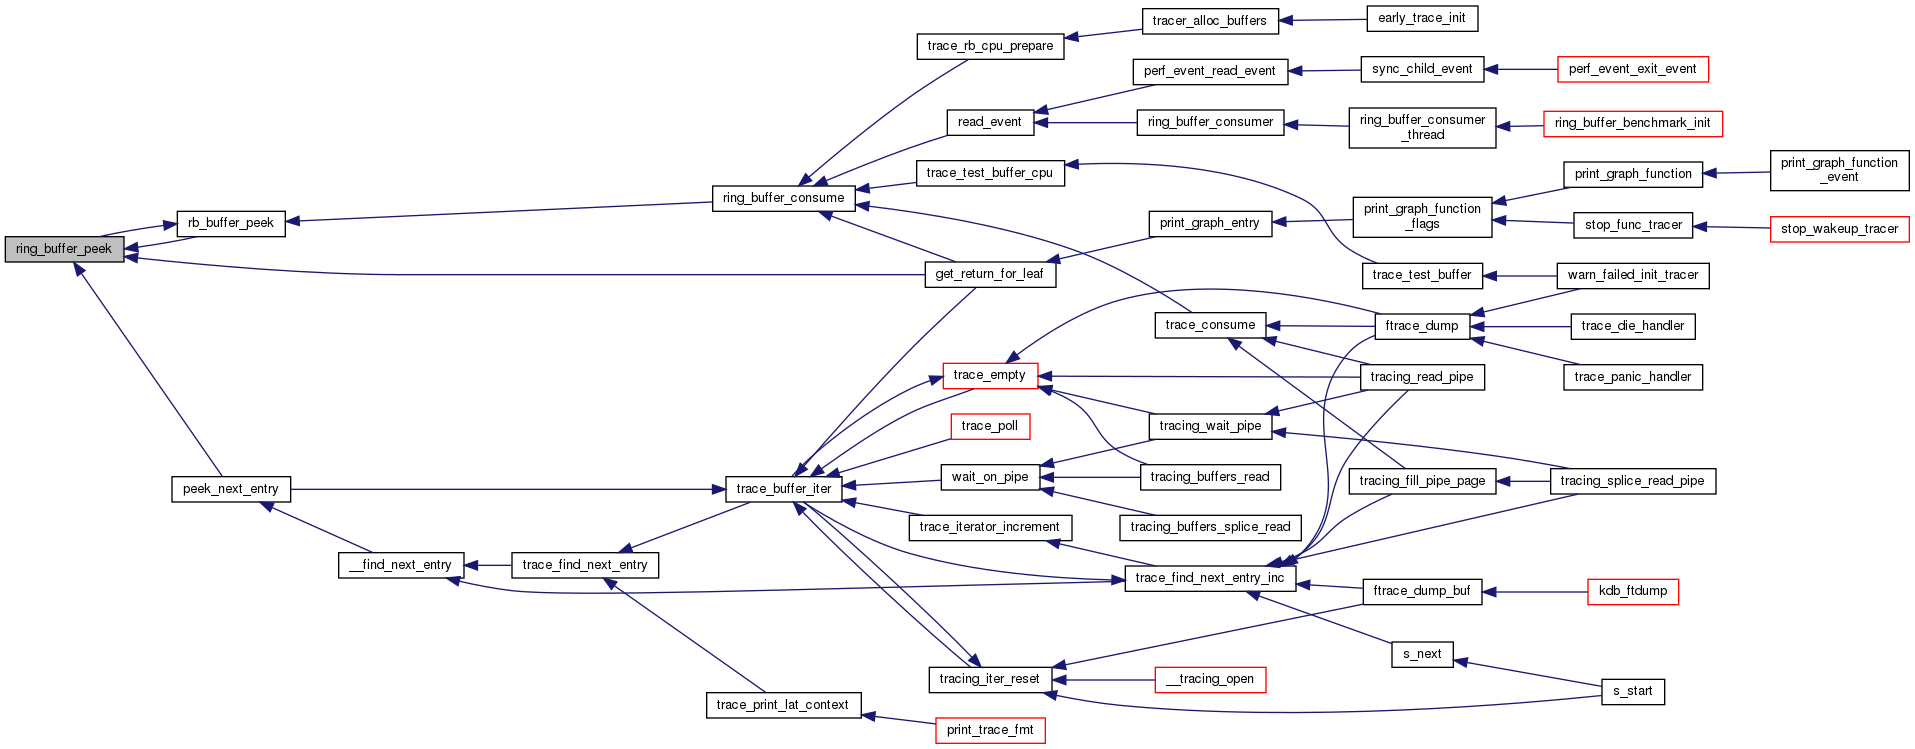 tracer_alloc_buffers
early_trace_init
trace_rb_cpu_prepare
perf_event_read_event
sync_child_event
perf_event_exit_event
read_event
ring_buffer_consumer
ring_buffer_consumer
_thread
ring_buffer_benchmark_init
trace_test_buffer_cpu
print_graph_function
print_graph_function
_event
ring_buffer_consume
rb_buffer_peek
print_graph_entry
print_graph_function
_flags
stop_func_tracer
stop_wakeup_tracer
ring_buffer_peek
get_return_for_leaf
trace_test_buffer
warn_failed_init_tracer
trace_consume
ftrace_dump
trace_die_handler
trace_empty
tracing_read_pipe
trace_panic_handler
trace_poll
tracing_wait_pipe
peek_next_entry
trace_buffer_iter
wait_on_pipe
tracing_buffers_read
tracing_fill_pipe_page
tracing_splice_read_pipe
trace_iterator_increment
tracing_buffers_splice_read
__find_next_entry
trace_find_next_entry
trace_find_next_entry_inc
ftrace_dump_buf
kdb_ftdump
s_next
tracing_iter_reset
__tracing_open
s_start
trace_print_lat_context
print_trace_fmt